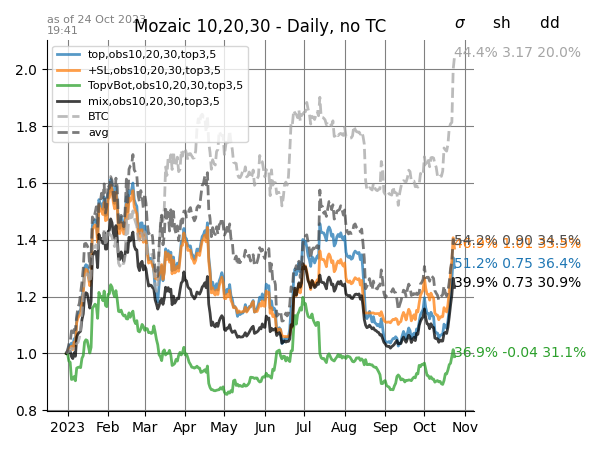 as of 24 Oct 2023
19:41
Mozaic 10,20,30 - Daily, no TC
σ sh dd
44.4% 3.17 20.0%
top,obs10,20,30,top3,5
+SL,obs10,20,30,top3,5
TopvBot,obs10,20,30,top3,5
mix,obs10,20,30,top3,5
BTC
avg
54.2% 0.90 34.5%
51.2% 0.75 36.4%
39.9% 0.73 30.9%
36.9% -0.04 31.1%
2.0
1.8
1.6
1.4
1.2
1.0
0.8
2023 Feb Mar Apr May Jun Jul Aug Sep Oct Nov